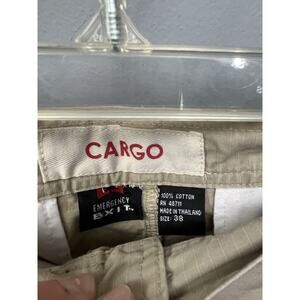 CARGO
EMERGENCY
EXIT
100% COTTON
RN 48711
MADE IN THAILAND
SIZE: 38